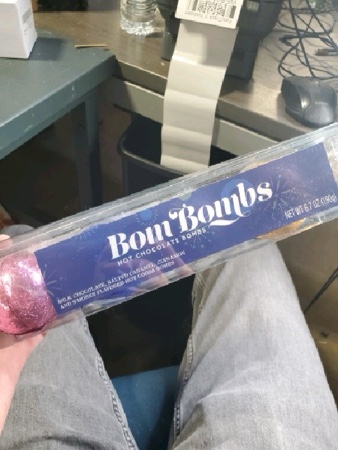 Bom Bombs
HOT CHOCOLATE BOMBS
NET WT 6.7 OZ (190g)
MILK CHOCOLATE, SALTED CARAMEL, CINNAMON
AND S'MORES FLAVORED HOT COCOA BOMBS